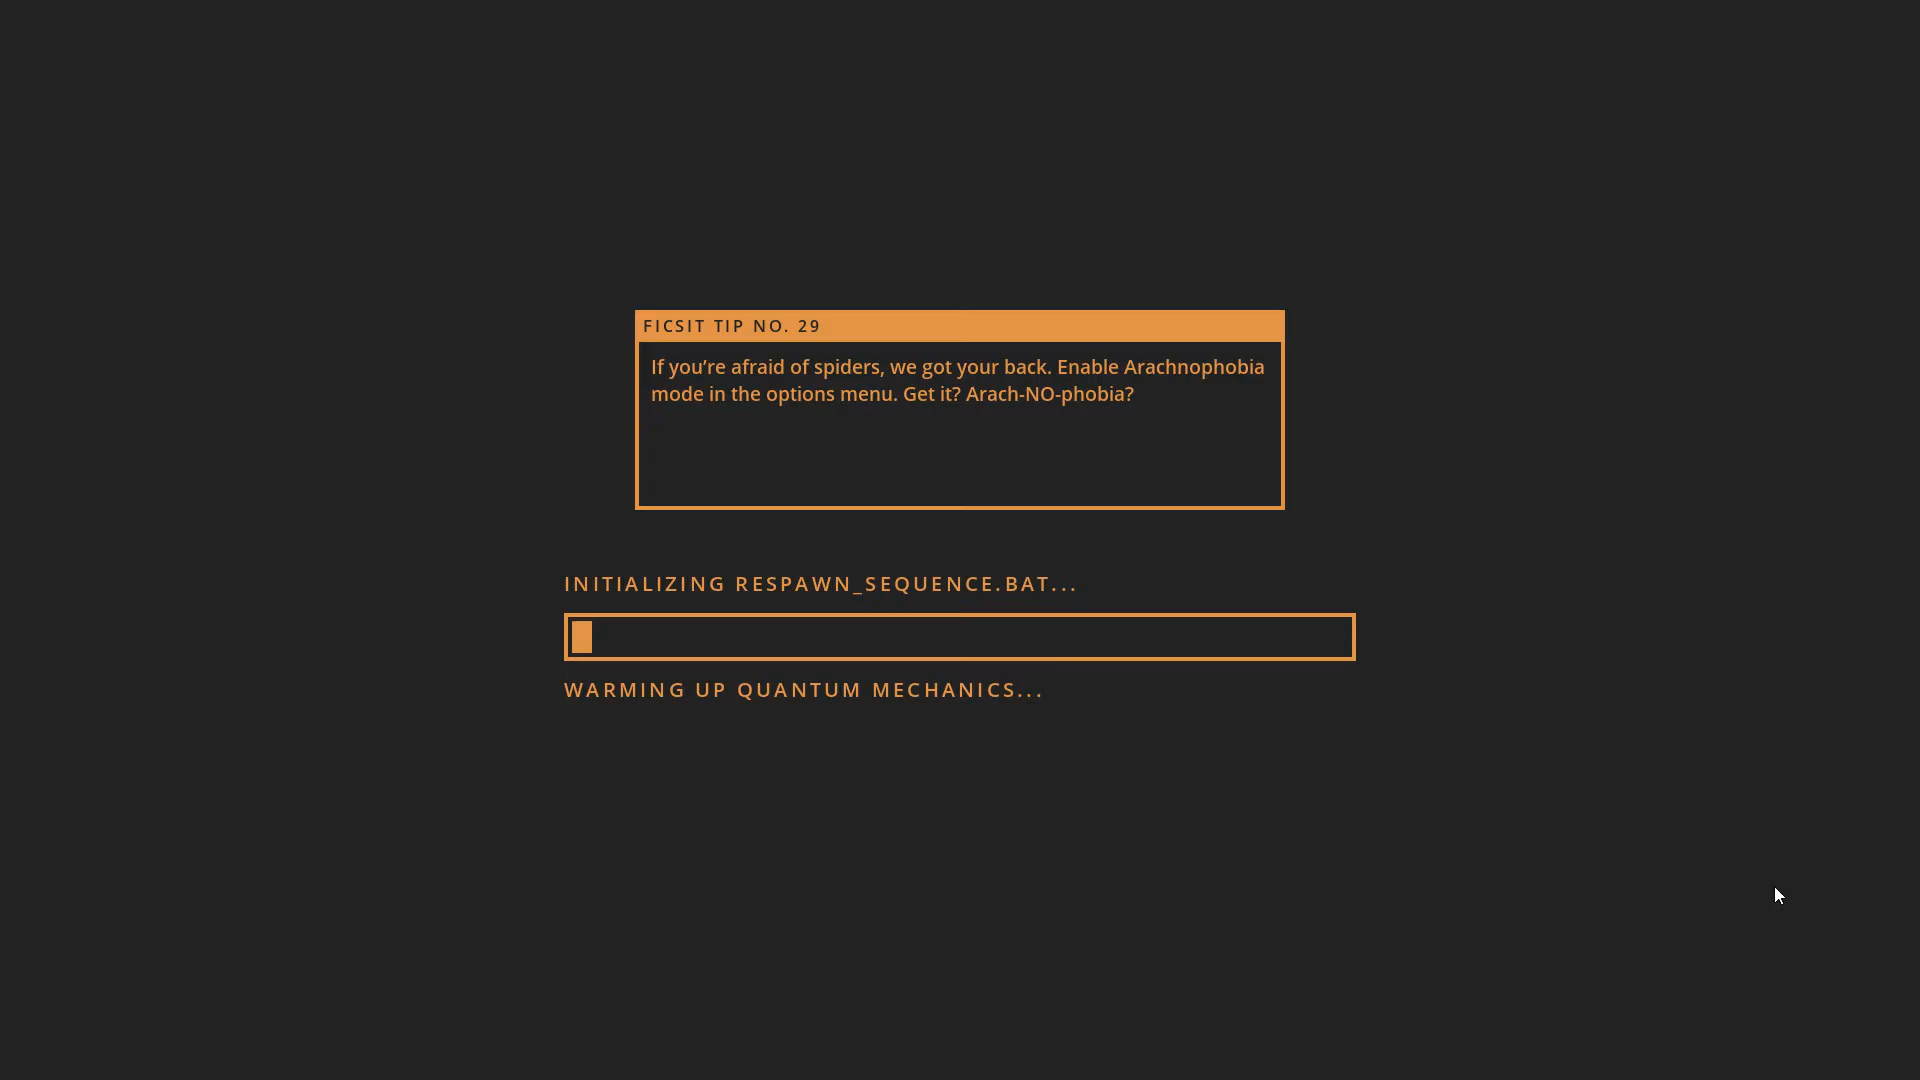 FICSIT TIP NO. 29
If you’re afraid of spiders, we got your back. Enable Arachnophobia
mode in the options menu. Get it? Arach-NO-phobia?
INITIALIZING RESPAWN_SEQUENCE.BAT...
WARMING UP QUANTUM MECHANICS...